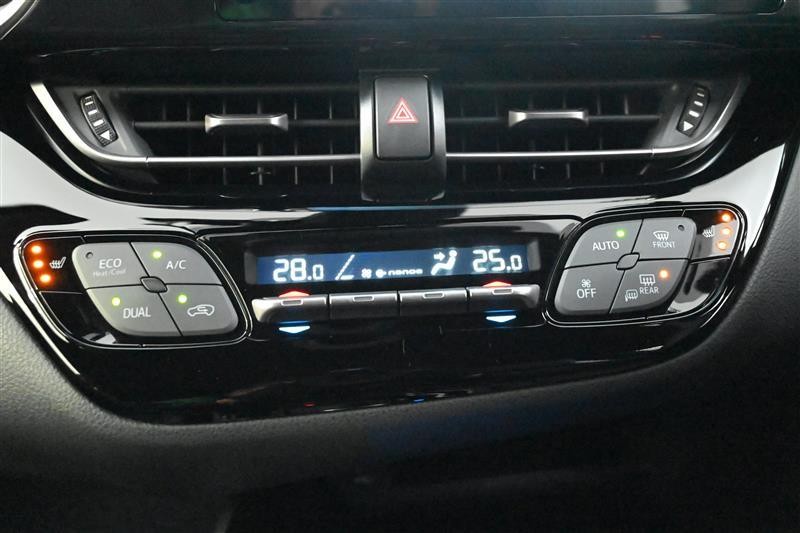 28.0 nanoe 25.0
ECO
Heat/Cool
A/C
DUAL
AUTO
FRONT
OFF
REAR